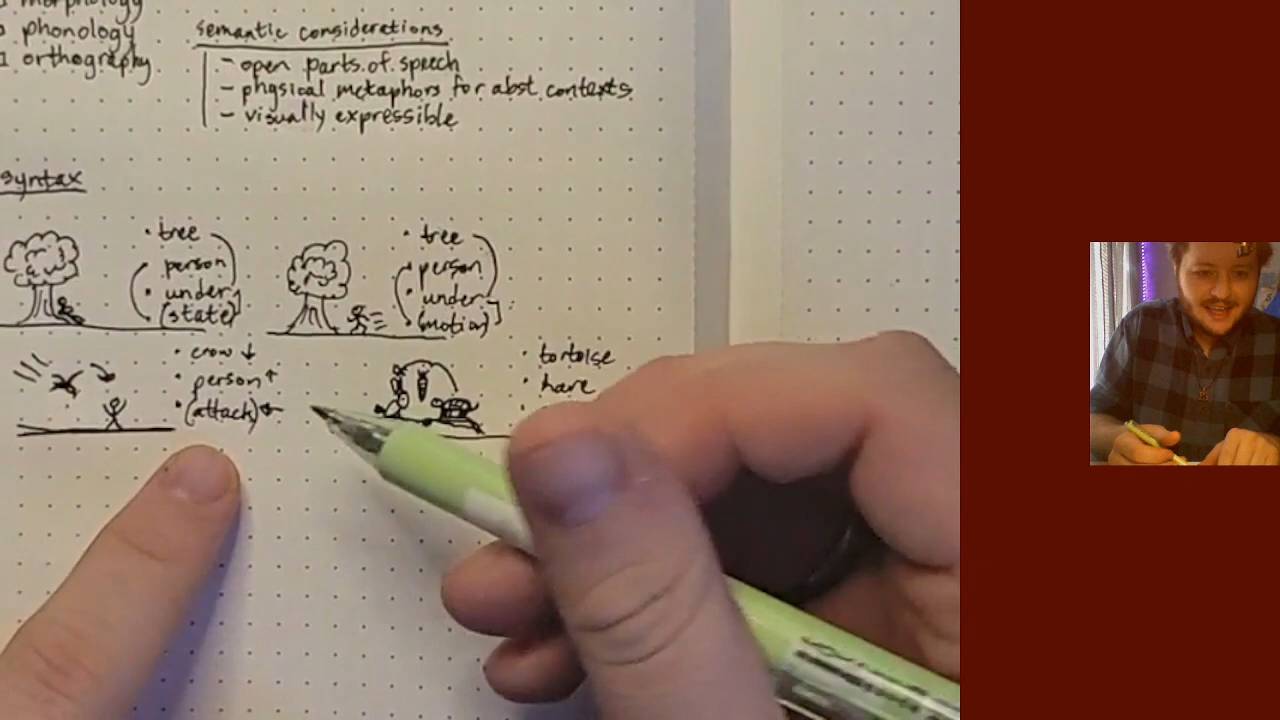 morphology
phonology
orthography
semantic considerations
- open parts of speech
- physical metaphors for abst. contexts
- visually expressible
syntax
• tree
• person
• under
• (state)
• tree
• person
• under
• (motion)
• crow ↓
• person ↑
• (attack) ←
• tortoise
• hare